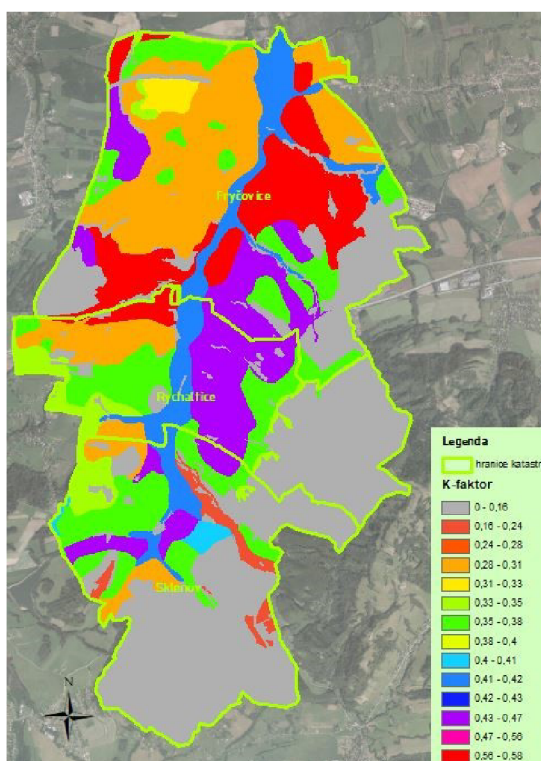 Fryčovice
Rychaltice
Sklenov
N
Legenda
hranice katastr
K-faktor
0 - 0,16
0,16 - 0,24
0,24 - 0,28
0,28 - 0,31
0,31 - 0,33
0,33 - 0,35
0,35 - 0,38
0,38 - 0,4
0,4 - 0,41
0,41 - 0,42
0,42 - 0,43
0,43 - 0,47
0,47 - 0,56
0,56 - 0,58